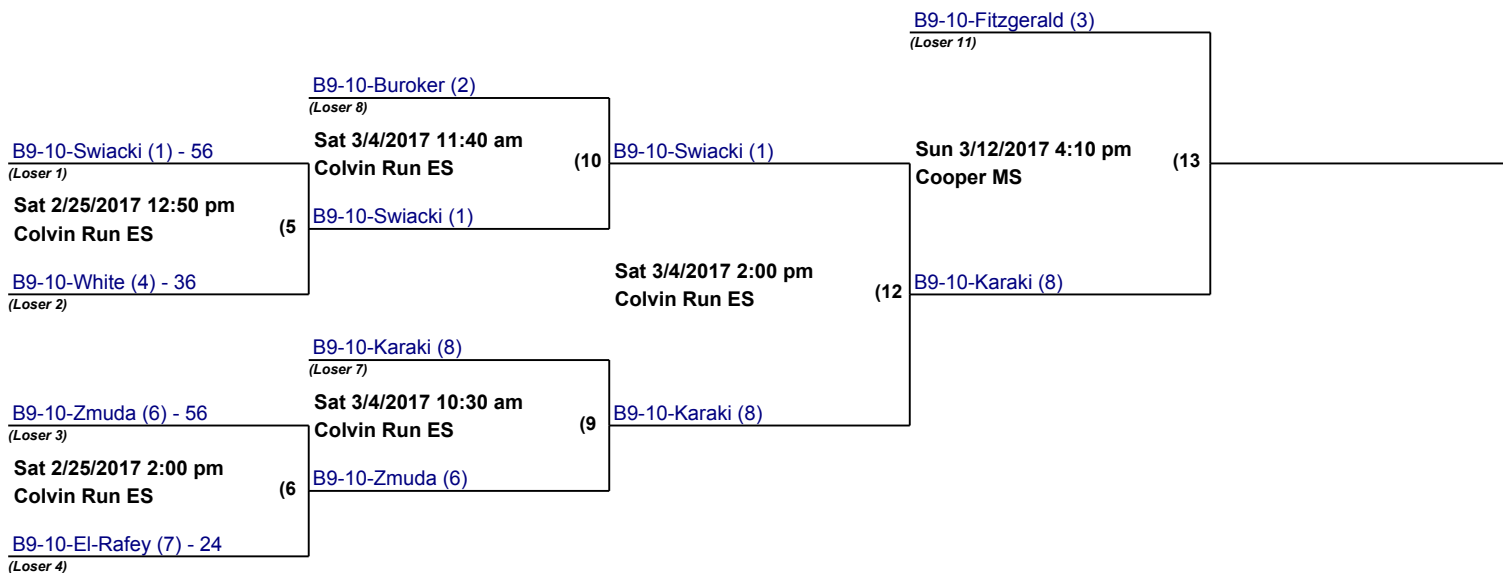 B9-10-Fitzgerald (3)
(Loser 11)
B9-10-Buroker (2)
(Loser 8)
Sat 3/4/2017 11:40 am
Colvin Run ES
(10
B9-10-Swiacki (1) - 56
(Loser 1)
B9-10-Swiacki (1)
Sun 3/12/2017 4:10 pm
Cooper MS
(13
Sat 2/25/2017 12:50 pm
Colvin Run ES
(5
B9-10-Swiacki (1)
B9-10-White (4) - 36
(Loser 2)
Sat 3/4/2017 2:00 pm
Colvin Run ES
(12
B9-10-Karaki (8)
B9-10-Karaki (8)
(Loser 7)
Sat 3/4/2017 10:30 am
Colvin Run ES
(9
B9-10-Zmuda (6) - 56
(Loser 3)
B9-10-Karaki (8)
Sat 2/25/2017 2:00 pm
Colvin Run ES
(6
B9-10-Zmuda (6)
B9-10-El-Rafey (7) - 24
(Loser 4)